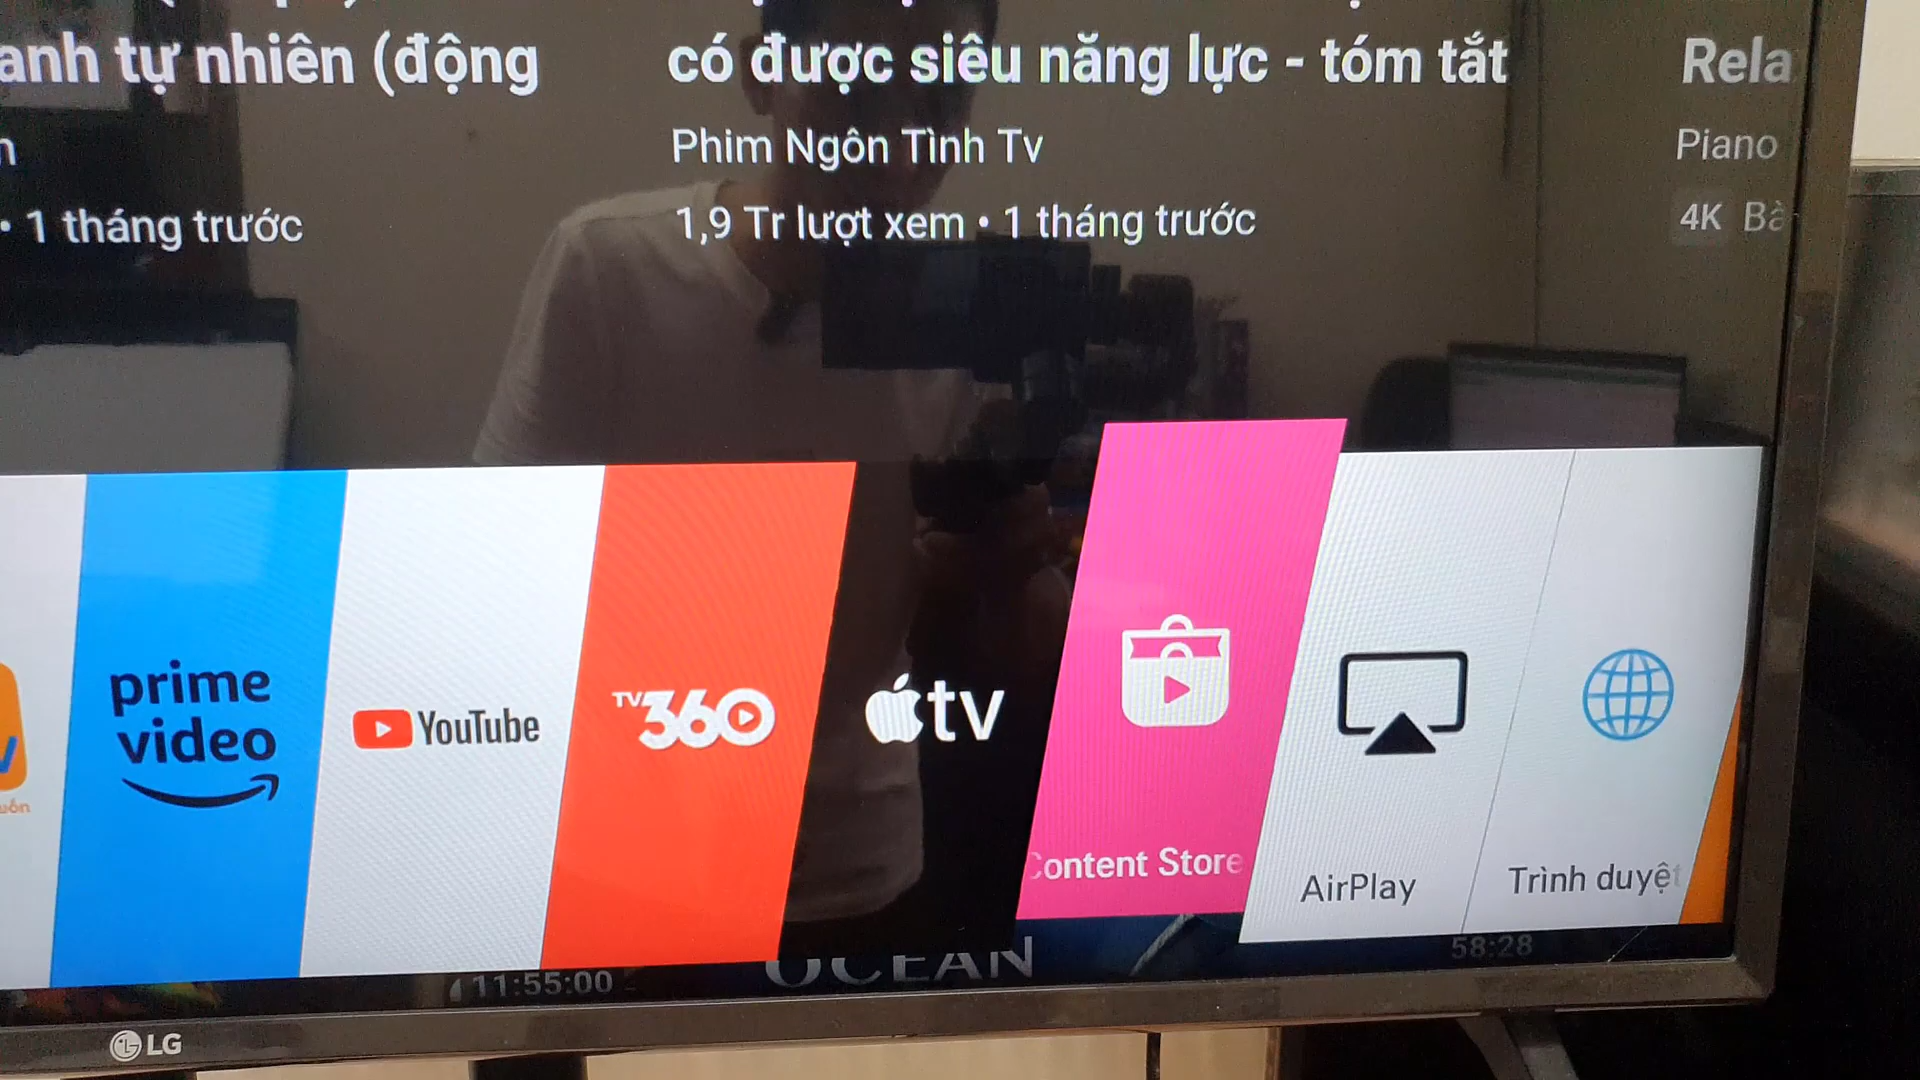 anh tự nhiên (động
1 tháng trước
có được siêu năng lực - tóm tắt
Phim Ngôn Tình Tv
1,9 Tr lượt xem • 1 tháng trước
Rela
Piano
4K
prime video
YouTube
TV360
tv
Content Store
AirPlay
Trình duyệt
11:55:00
OCEAN
58:28
LG